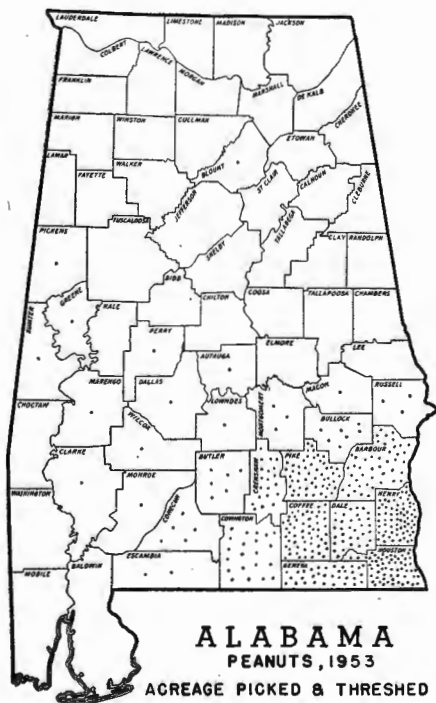 LAUDERDALE
LIMESTONE
MADISON
JACKSON
COLBERT
LAWRENCE
MORGAN
FRANKLIN
MARSHALL
DE KALB
MARION
WINSTON
CULLMAN
CHEROKEE
ETOWAH
LAMAR
FAYETTE
WALKER
BLOUNT
ST CLAIR
CALHOUN
CLEBURNE
JEFFERSON
TUSCALOOSA
TALLADEGA
PICKENS
SHELBY
CLAY
RANDOLPH
BIBB
GREENE
HALE
CHILTON
COOSA
TALLAPOOSA
CHAMBERS
SUMTER
PERRY
AUTAUGA
ELMORE
LEE
MARENGO
DALLAS
MACON
RUSSELL
CHOCTAW
LOWNDES
MONTGOMERY
BULLOCK
WILCOX
CLARKE
BUTLER
CRENSHAW
PIKE
BARBOUR
MONROE
WASHINGTON
CONECUH
COFFEE
DALE
HENRY
COVINGTON
ESCAMBIA
GENEVA
HOUSTON
MOBILE
BALDWIN
ALABAMA
PEANUTS, 1953
ACREAGE PICKED & THRESHED